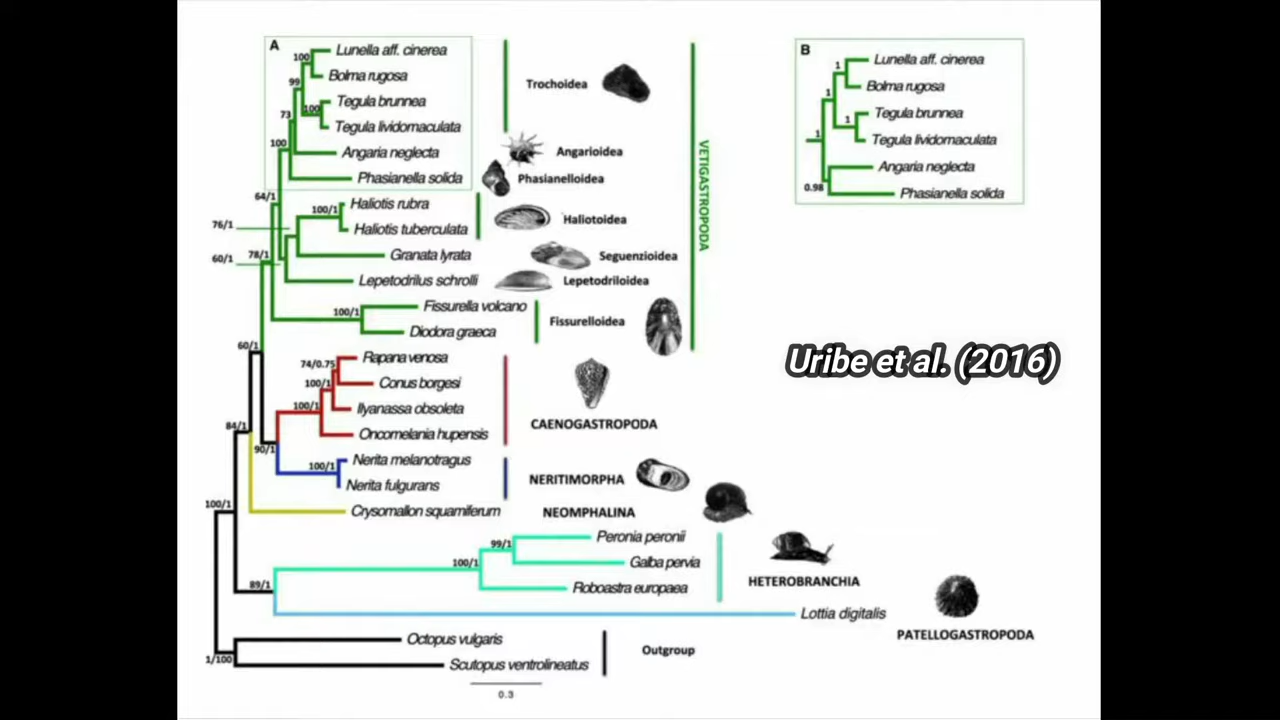 A
100
Lunella aff. cinerea
Bolma rugosa
99
100
Tegula brunnea
Tegula lividomaculata
73
Angaria neglecta
100
Phasianella solida
Trochoidea
Angarioidea
Phasianelloidea
64/1
100/1
Haliotis rubra
Haliotis tuberculata
Haliotoidea
76/1
Granata lyrata
Seguenzioidea
60/1
78/1
Lepetodrilus schrolli
Lepetodriloidea
100/1
Fissurella volcano
Diodora graeca
Fissurelloidea
VETIGASTROPODA
60/1
74/0.75
Rapana venosa
100/1
Conus borgesi
100/1
Ilyanassa obsoleta
Oncomelania hupensis
CAENOGASTROPODA
84/1
90/1
100/1
Nerita melanotragus
Nerita fulgurans
NERITIMORPHA
Crysomallon squamiferum
NEOMPHALINA
100/1
99/1
Peronia peronii
100/1
Galba pervia
Roboastra europaea
HETEROBRANCHIA
89/1
Lottia digitalis
PATELLOGASTROPODA
Octopus vulgaris
1/100
Scutopus ventrolineatus
Outgroup
0.3
B
1
Lunella aff. cinerea
Bolma rugosa
1
1
Tegula brunnea
Tegula lividomaculata
1
Angaria neglecta
0.98
Phasianella solida
Uribe et al. (2016)